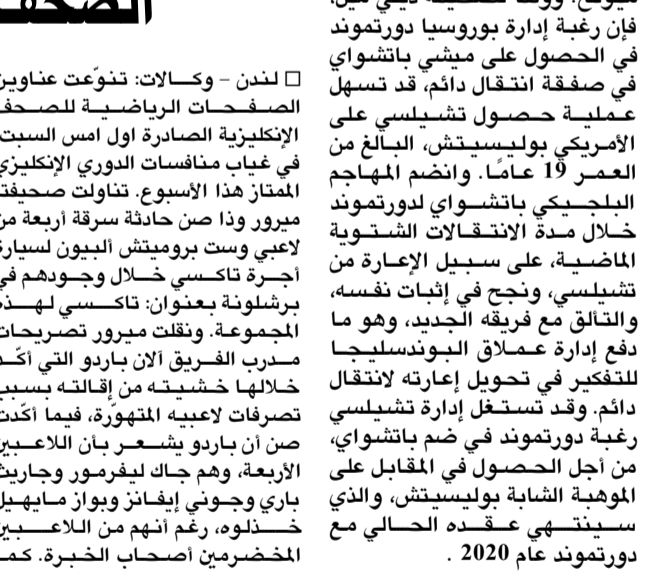 فإن رغبة إدارة بوروسيا دورتموند
في الحصول على ميشي باتشواي
في صفقة انتقال دائم، قد تسهل
عملية حصول تشيلسي على
الأمريكي بوليسيتش، البالغ من
العمر 19 عامًا. وانضم المهاجم
البلجيكي باتشواي لدورتموند
خلال مدة الانتقالات الشتوية
الماضية، على سبيل الإعارة من
تشيلسي، ونجح في إثبات نفسه،
والتألق مع فريقه الجديد، وهو ما
دفع إدارة عملاق البوندسليجا
للتفكير في تحويل إعارته لانتقال
دائم. وقد تستغل إدارة تشيلسي
رغبة دورتموند في ضم باتشواي،
من أجل الحصول في المقابل على
الموهبة الشابة بوليسيتش، والذي
سينتهي عقده الحالي مع
دورتموند عام 2020 .
الصحف
□ لندن – وكالات: تنوّعت عناوين
الصفحات الرياضية للصحف
الإنكليزية الصادرة اول امس السبت
في غياب منافسات الدوري الإنكليزي
الممتاز هذا الأسبوع. تناولت صحيفتا
ميرور وذا صن حادثة سرقة أربعة من
لاعبي وست بروميتش ألبيون لسيارة
أجرة تاكسي خلال وجودهم في
برشلونة بعنوان: تاكسي لهذه
المجموعة. ونقلت ميرور تصريحات
مدرب الفريق آلان باردو التي أكّد
خلالها خشيته من إقالته بسبب
تصرفات لاعبيه المتهوّرة، فيما أكّدت
صن أن باردو يشعر بأن اللاعبين
الأربعة، وهم جاك ليفرمور وجاريث
باري وجوني إيفانز وبواز مايهيل
خذلوه، رغم أنهم من اللاعبين
المخضرمين أصحاب الخبرة. كما